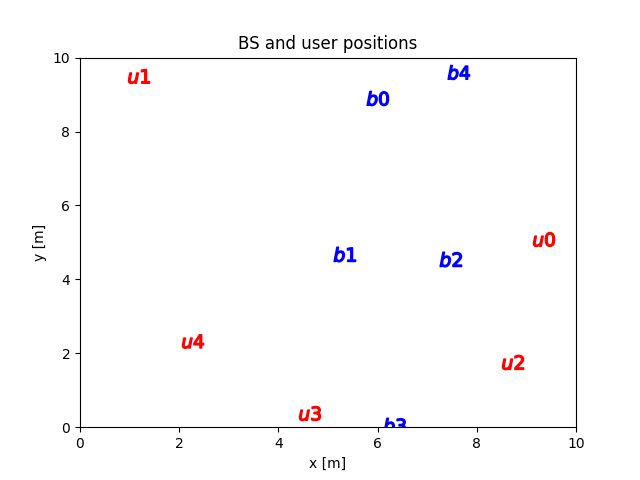 BS and user positions
10
u1
b4
b0
8
6
y [m]
u0
b1
b2
4
u4
2
u2
u3
b3
0
0 2 4 6 8 10
x [m]